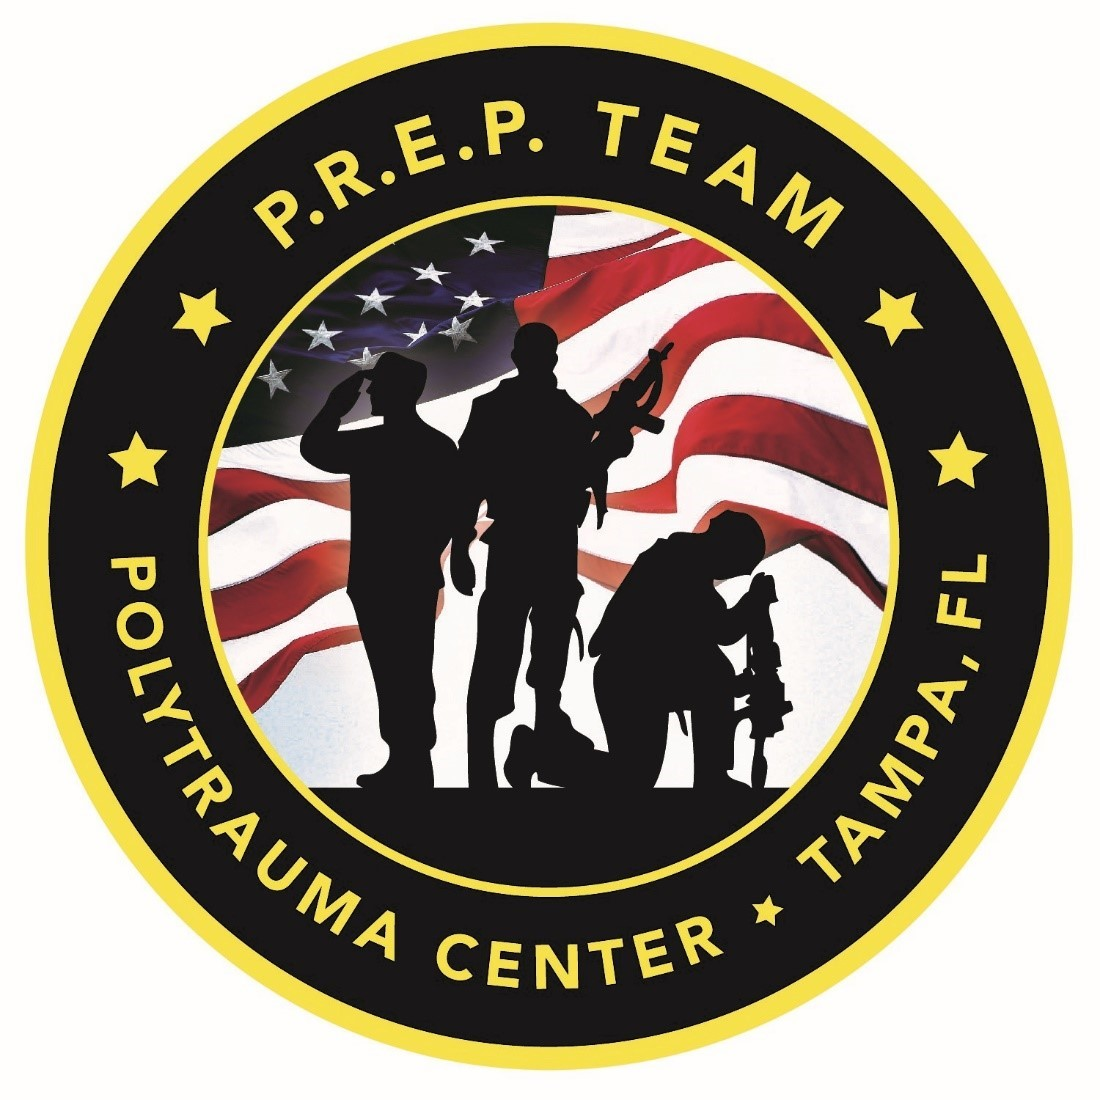 P.R.E.P. TEAM
POLYTRAUMA CENTER ★ TAMPA, FL